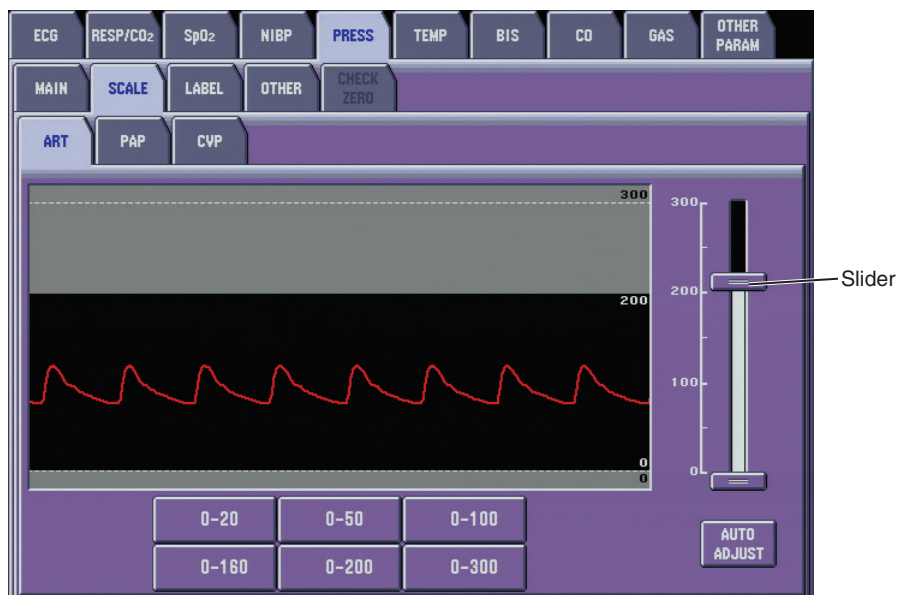 ECG RESP/CO2 SpO2 NIBP PRESS TEMP BIS CO GAS OTHER PARAM
MAIN SCALE LABEL OTHER CHECK ZERO
ART PAP CVP
300
300
200
200
Slider
100
0
0
0
0-20 0-50 0-100
AUTO ADJUST
0-160 0-200 0-300